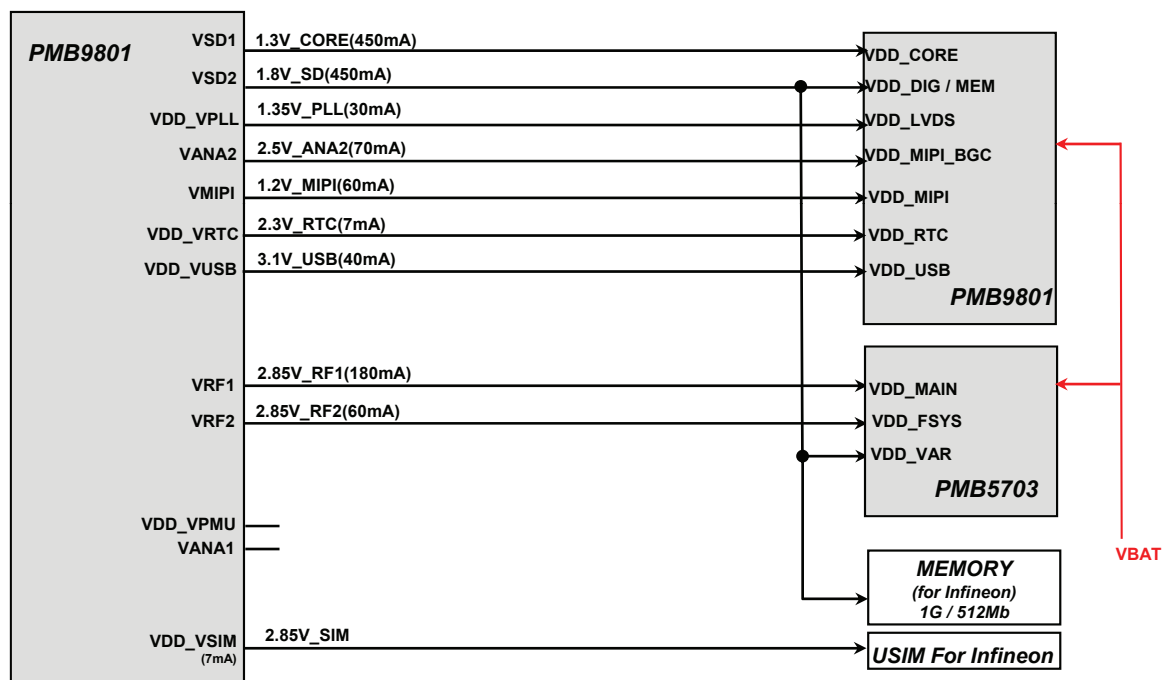 PMB9801
VSD1 1.3V_CORE(450mA) VDD_CORE
VSD2 1.8V_SD(450mA) VDD_DIG / MEM
VDD_VPLL 1.35V_PLL(30mA) VDD_LVDS
VANA2 2.5V_ANA2(70mA) VDD_MIPI_BGC
VMIPI 1.2V_MIPI(60mA) VDD_MIPI
VDD_VRTC 2.3V_RTC(7mA) VDD_RTC
VDD_VUSB 3.1V_USB(40mA) VDD_USB
PMB9801
VRF1 2.85V_RF1(180mA) VDD_MAIN
VRF2 2.85V_RF2(60mA) VDD_FSYS
VDD_VAR
PMB5703
VDD_VPMU
VANA1
VBAT
MEMORY
(for Infineon)
1G / 512Mb
VDD_VSIM 2.85V_SIM
(7mA)
USIM For Infineon